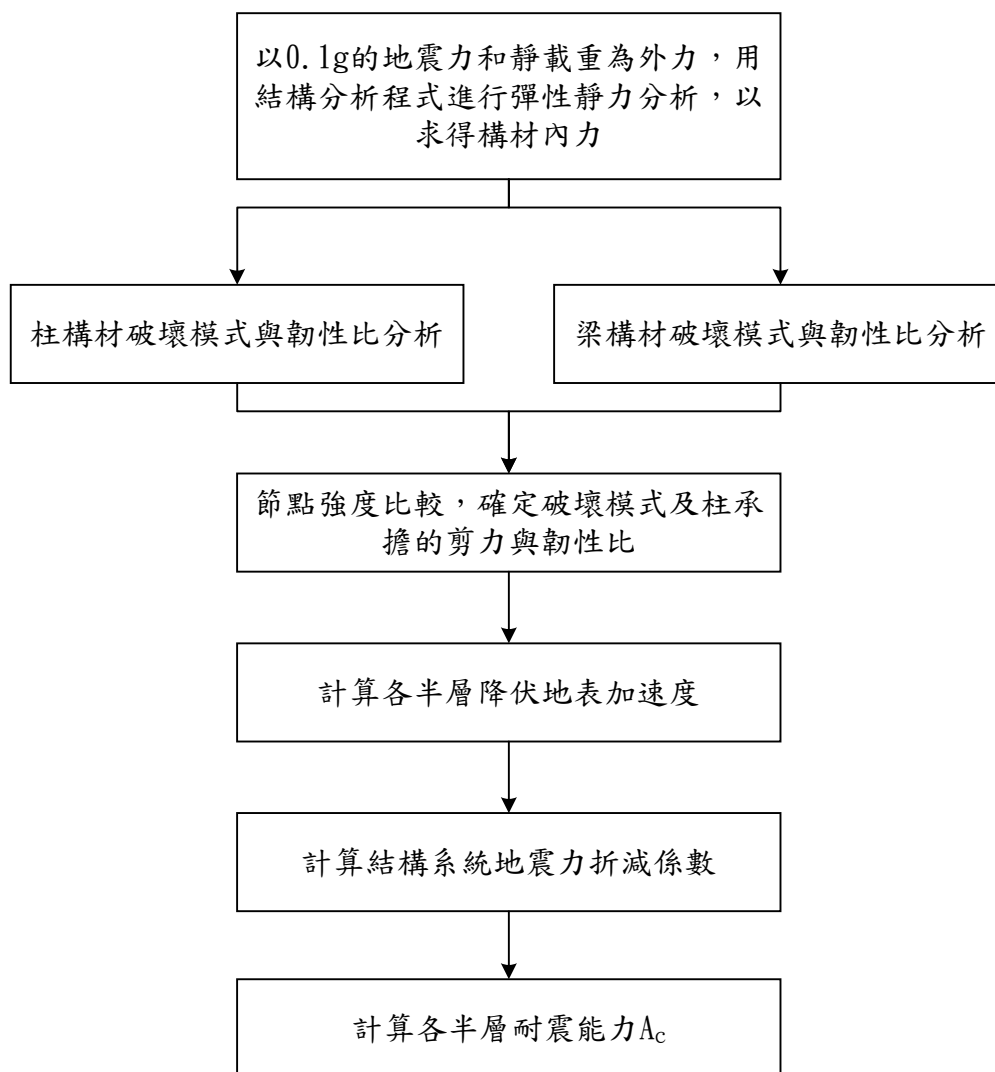 以0.1g的地震力和靜載重為外力，用
結構分析程式進行彈性靜力分析，以
求得構材內力
柱構材破壞模式與韌性比分析
梁構材破壞模式與韌性比分析
節點強度比較，確定破壞模式及柱承
擔的剪力與韌性比
計算各半層降伏地表加速度
計算結構系統地震力折減係數
計算各半層耐震能力Ac